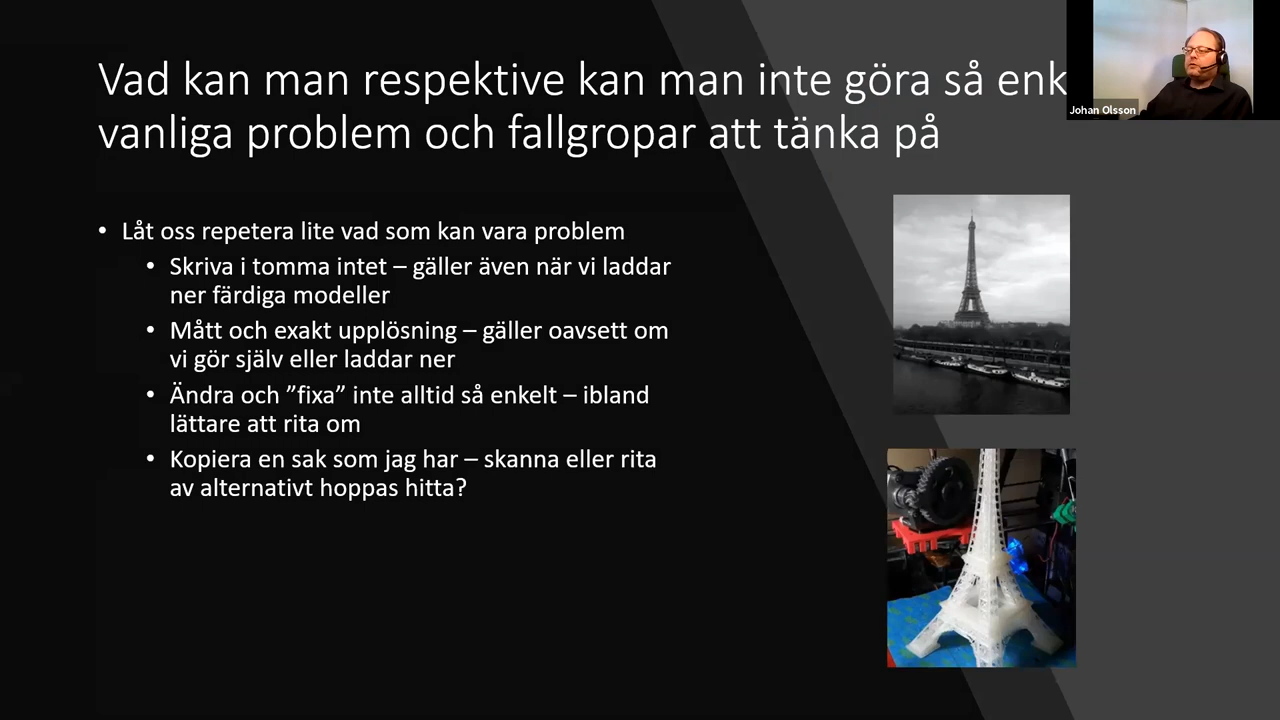 Vad kan man respektive kan man inte göra så enk
vanliga problem och fallgropar att tänka på
Johan Olsson
• Låt oss repetera lite vad som kan vara problem
• Skriva i tomma intet – gäller även när vi laddar
ner färdiga modeller
• Mått och exakt upplösning – gäller oavsett om
vi gör själv eller laddar ner
• Ändra och ”fixa” inte alltid så enkelt – ibland
lättare att rita om
• Kopiera en sak som jag har – skanna eller rita
av alternativt hoppas hitta?